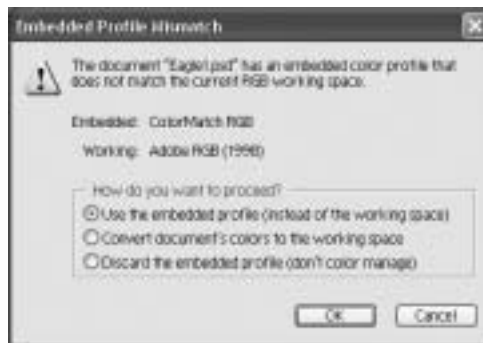 Embedded Profile Mismatch
The document "Eagle1.psd" has an embedded color profile that
does not match the current RGB working space.
Embedded: ColorMatch RGB
Working: Adobe RGB (1998)
How do you want to proceed?
Use the embedded profile (instead of the working space)
Convert document's colors to the working space
Discard the embedded profile (don't color manage)
OK Cancel